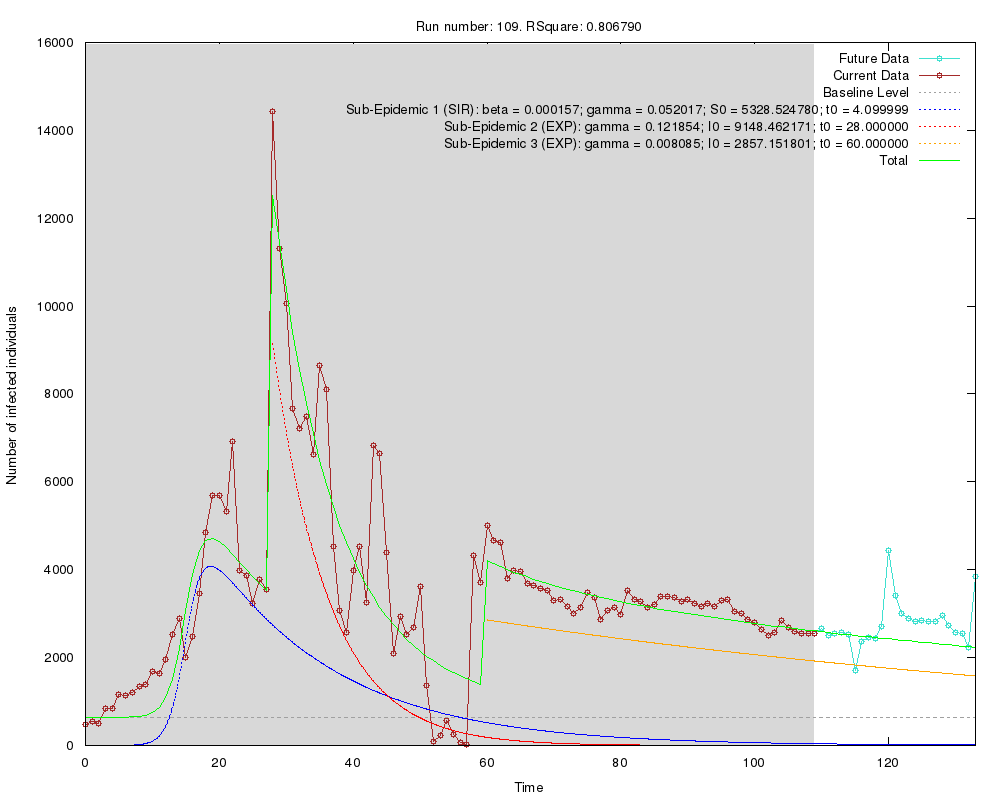 Run number: 109. RSquare: 0.806790
16000
14000
12000
10000
8000
6000
4000
2000
0
Number of infected individuals
Future Data
Current Data
Baseline Level
Sub-Epidemic 1 (SIR): beta = 0.000157; gamma = 0.052017; S0 = 5328.524780; t0 = 4.099999
Sub-Epidemic 2 (EXP): gamma = 0.121854; I0 = 9148.462171; t0 = 28.000000
Sub-Epidemic 3 (EXP): gamma = 0.008085; I0 = 2857.151801; t0 = 60.000000
Total
0 20 40 60 80 100 120
Time